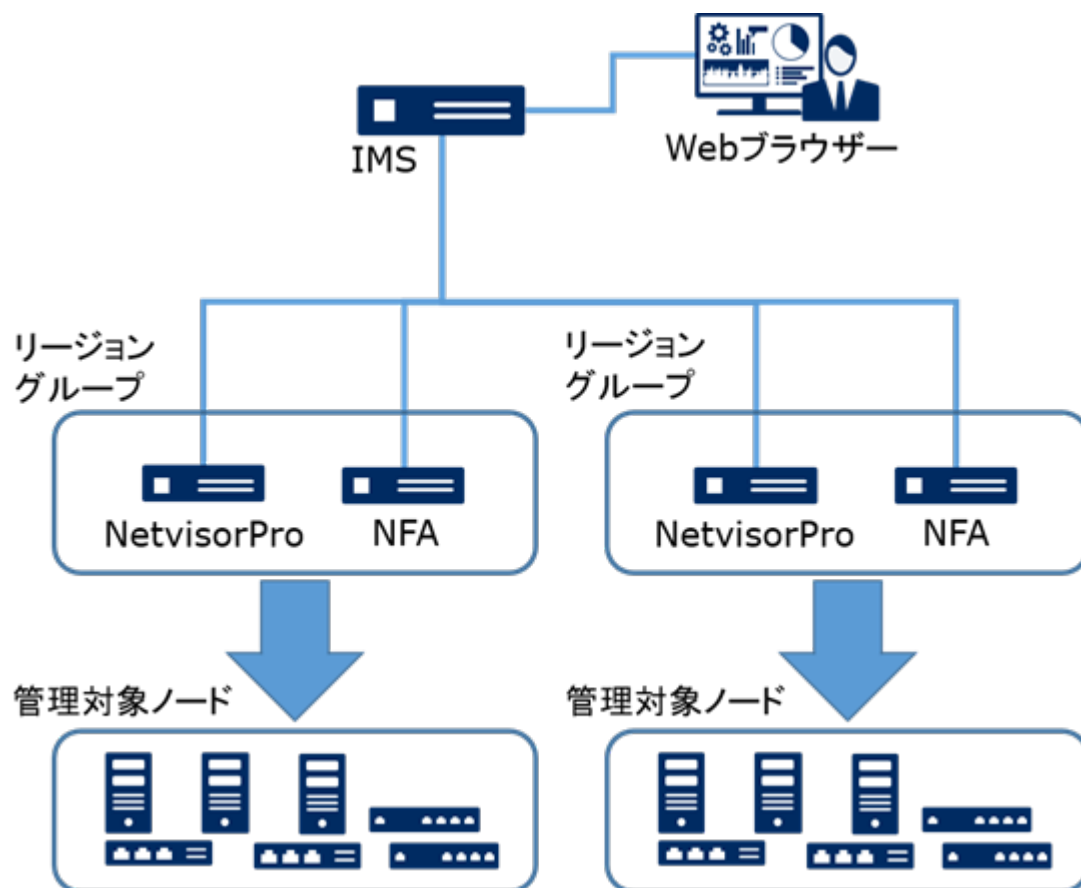 IMS
Webブラウザー
リージョン
グループ
リージョン
グループ
NetvisorPro
NFA
NetvisorPro
NFA
管理対象ノード
管理対象ノード